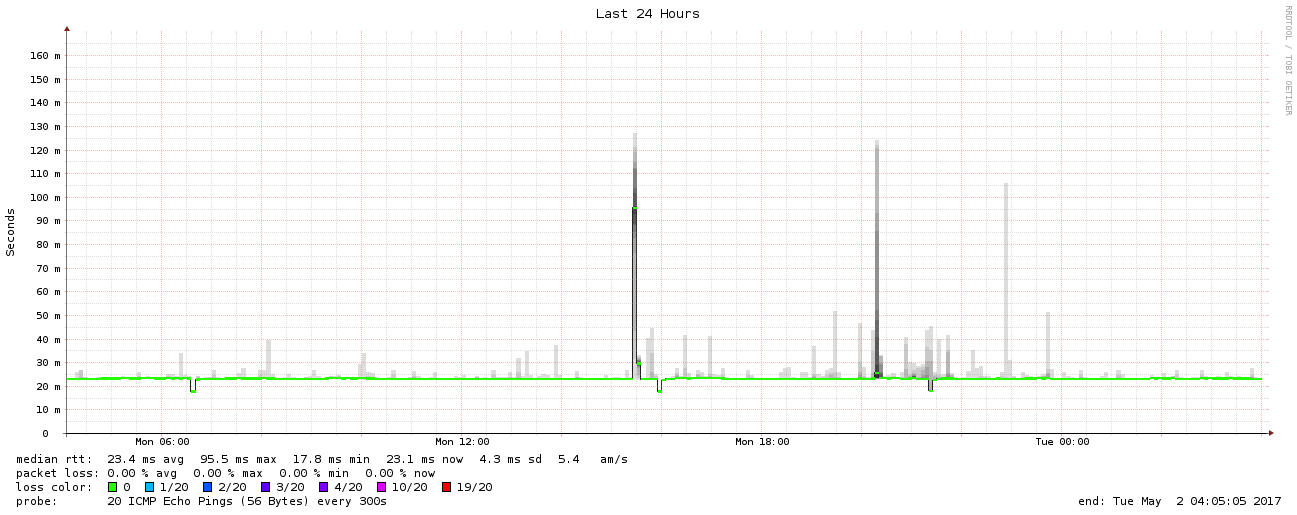 Last 24 Hours
RRDTOOL / TOBI OETIKER
Seconds
160 m
150 m
140 m
130 m
120 m
110 m
100 m
90 m
80 m
70 m
60 m
50 m
40 m
30 m
20 m
10 m
0
Mon 06:00 Mon 12:00 Mon 18:00 Tue 00:00
median rtt: 23.4 ms avg 95.5 ms max 17.8 ms min 23.1 ms now 4.3 ms sd 5.4 am/s
packet loss: 0.00 % avg 0.00 % max 0.00 % min 0.00 % now
loss color: 0 1/20 2/20 3/20 4/20 10/20 19/20
probe: 20 ICMP Echo Pings (56 Bytes) every 300s end: Tue May 2 04:05:05 2017